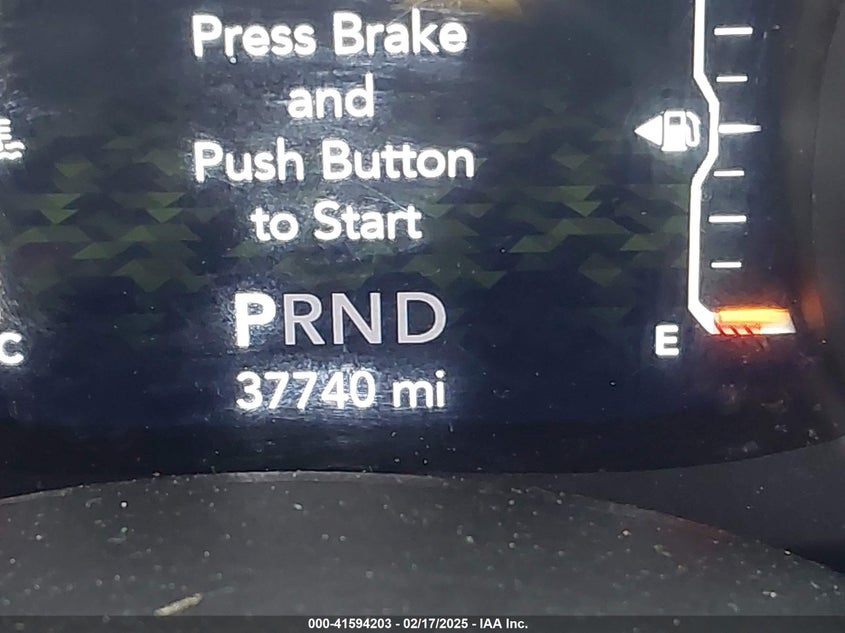 Press Brake
and
Push Button
to Start
PRND
C
E
37740 mi
000-41594203 - 02/17/2025 - IAA Inc.